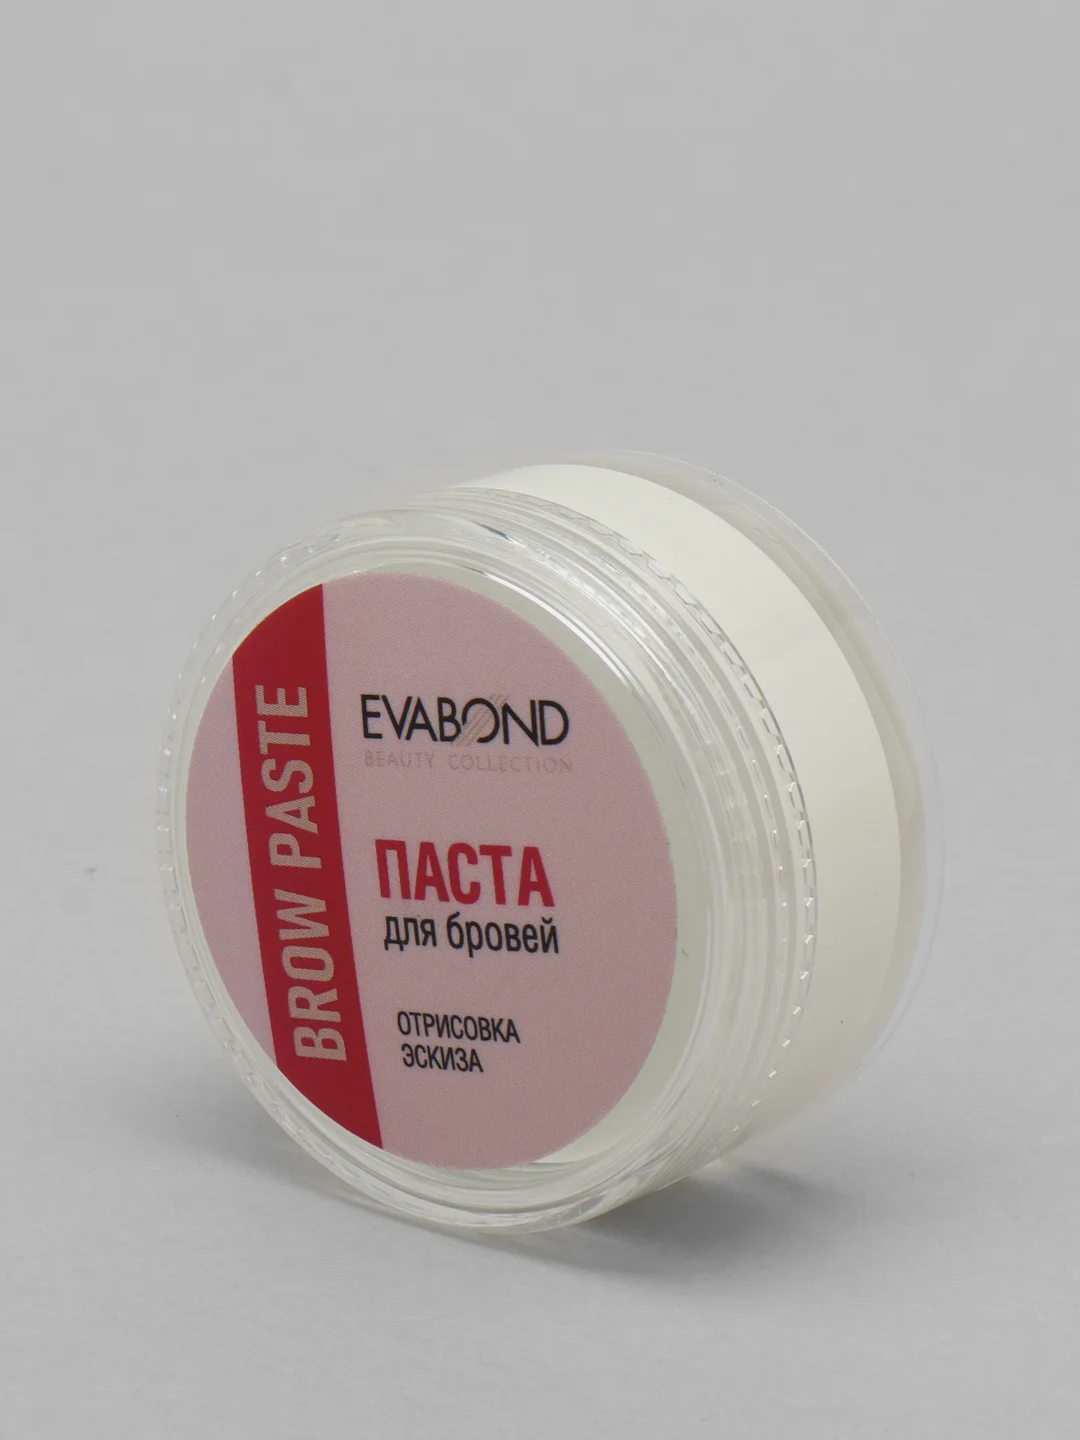 BROW PASTE
EVABOND
BEAUTY COLLECTION
ПАСТА
для бровей
ОТРИСОВКА
ЭСКИЗА